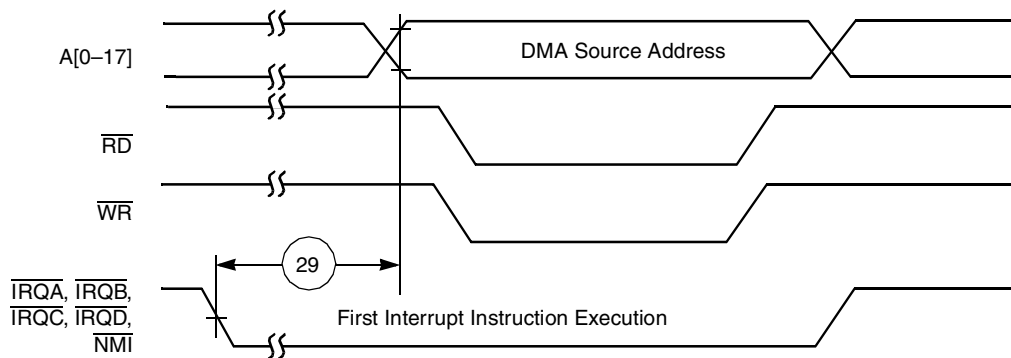 A[0–17]
DMA Source Address
RD
WR
29
IRQA, IRQB,
IRQC, IRQD,
NMI
First Interrupt Instruction Execution